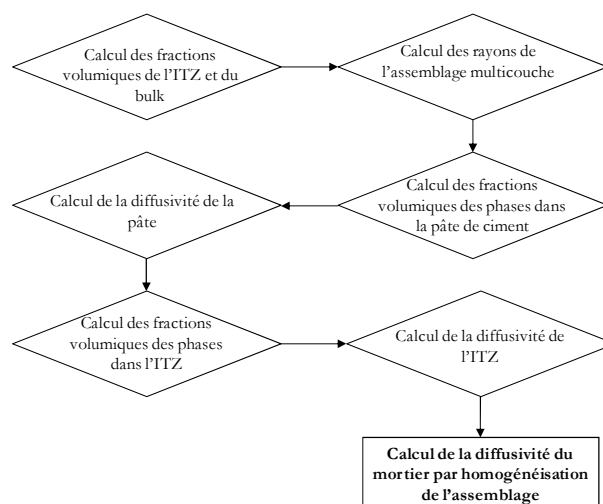 Calcul des fractions
volumiques de l'ITZ et du
bulk
Calcul des rayons de
l'assemblage multicouche
Calcul des fractions
volumiques des phases dans
la pâte de ciment
Calcul de la diffusivité de la
pâte
Calcul des fractions
volumiques des phases
dans l'ITZ
Calcul de la diffusivité de
l'ITZ
Calcul de la diffusivité du
mortier par homogénéisation
de l'assemblage